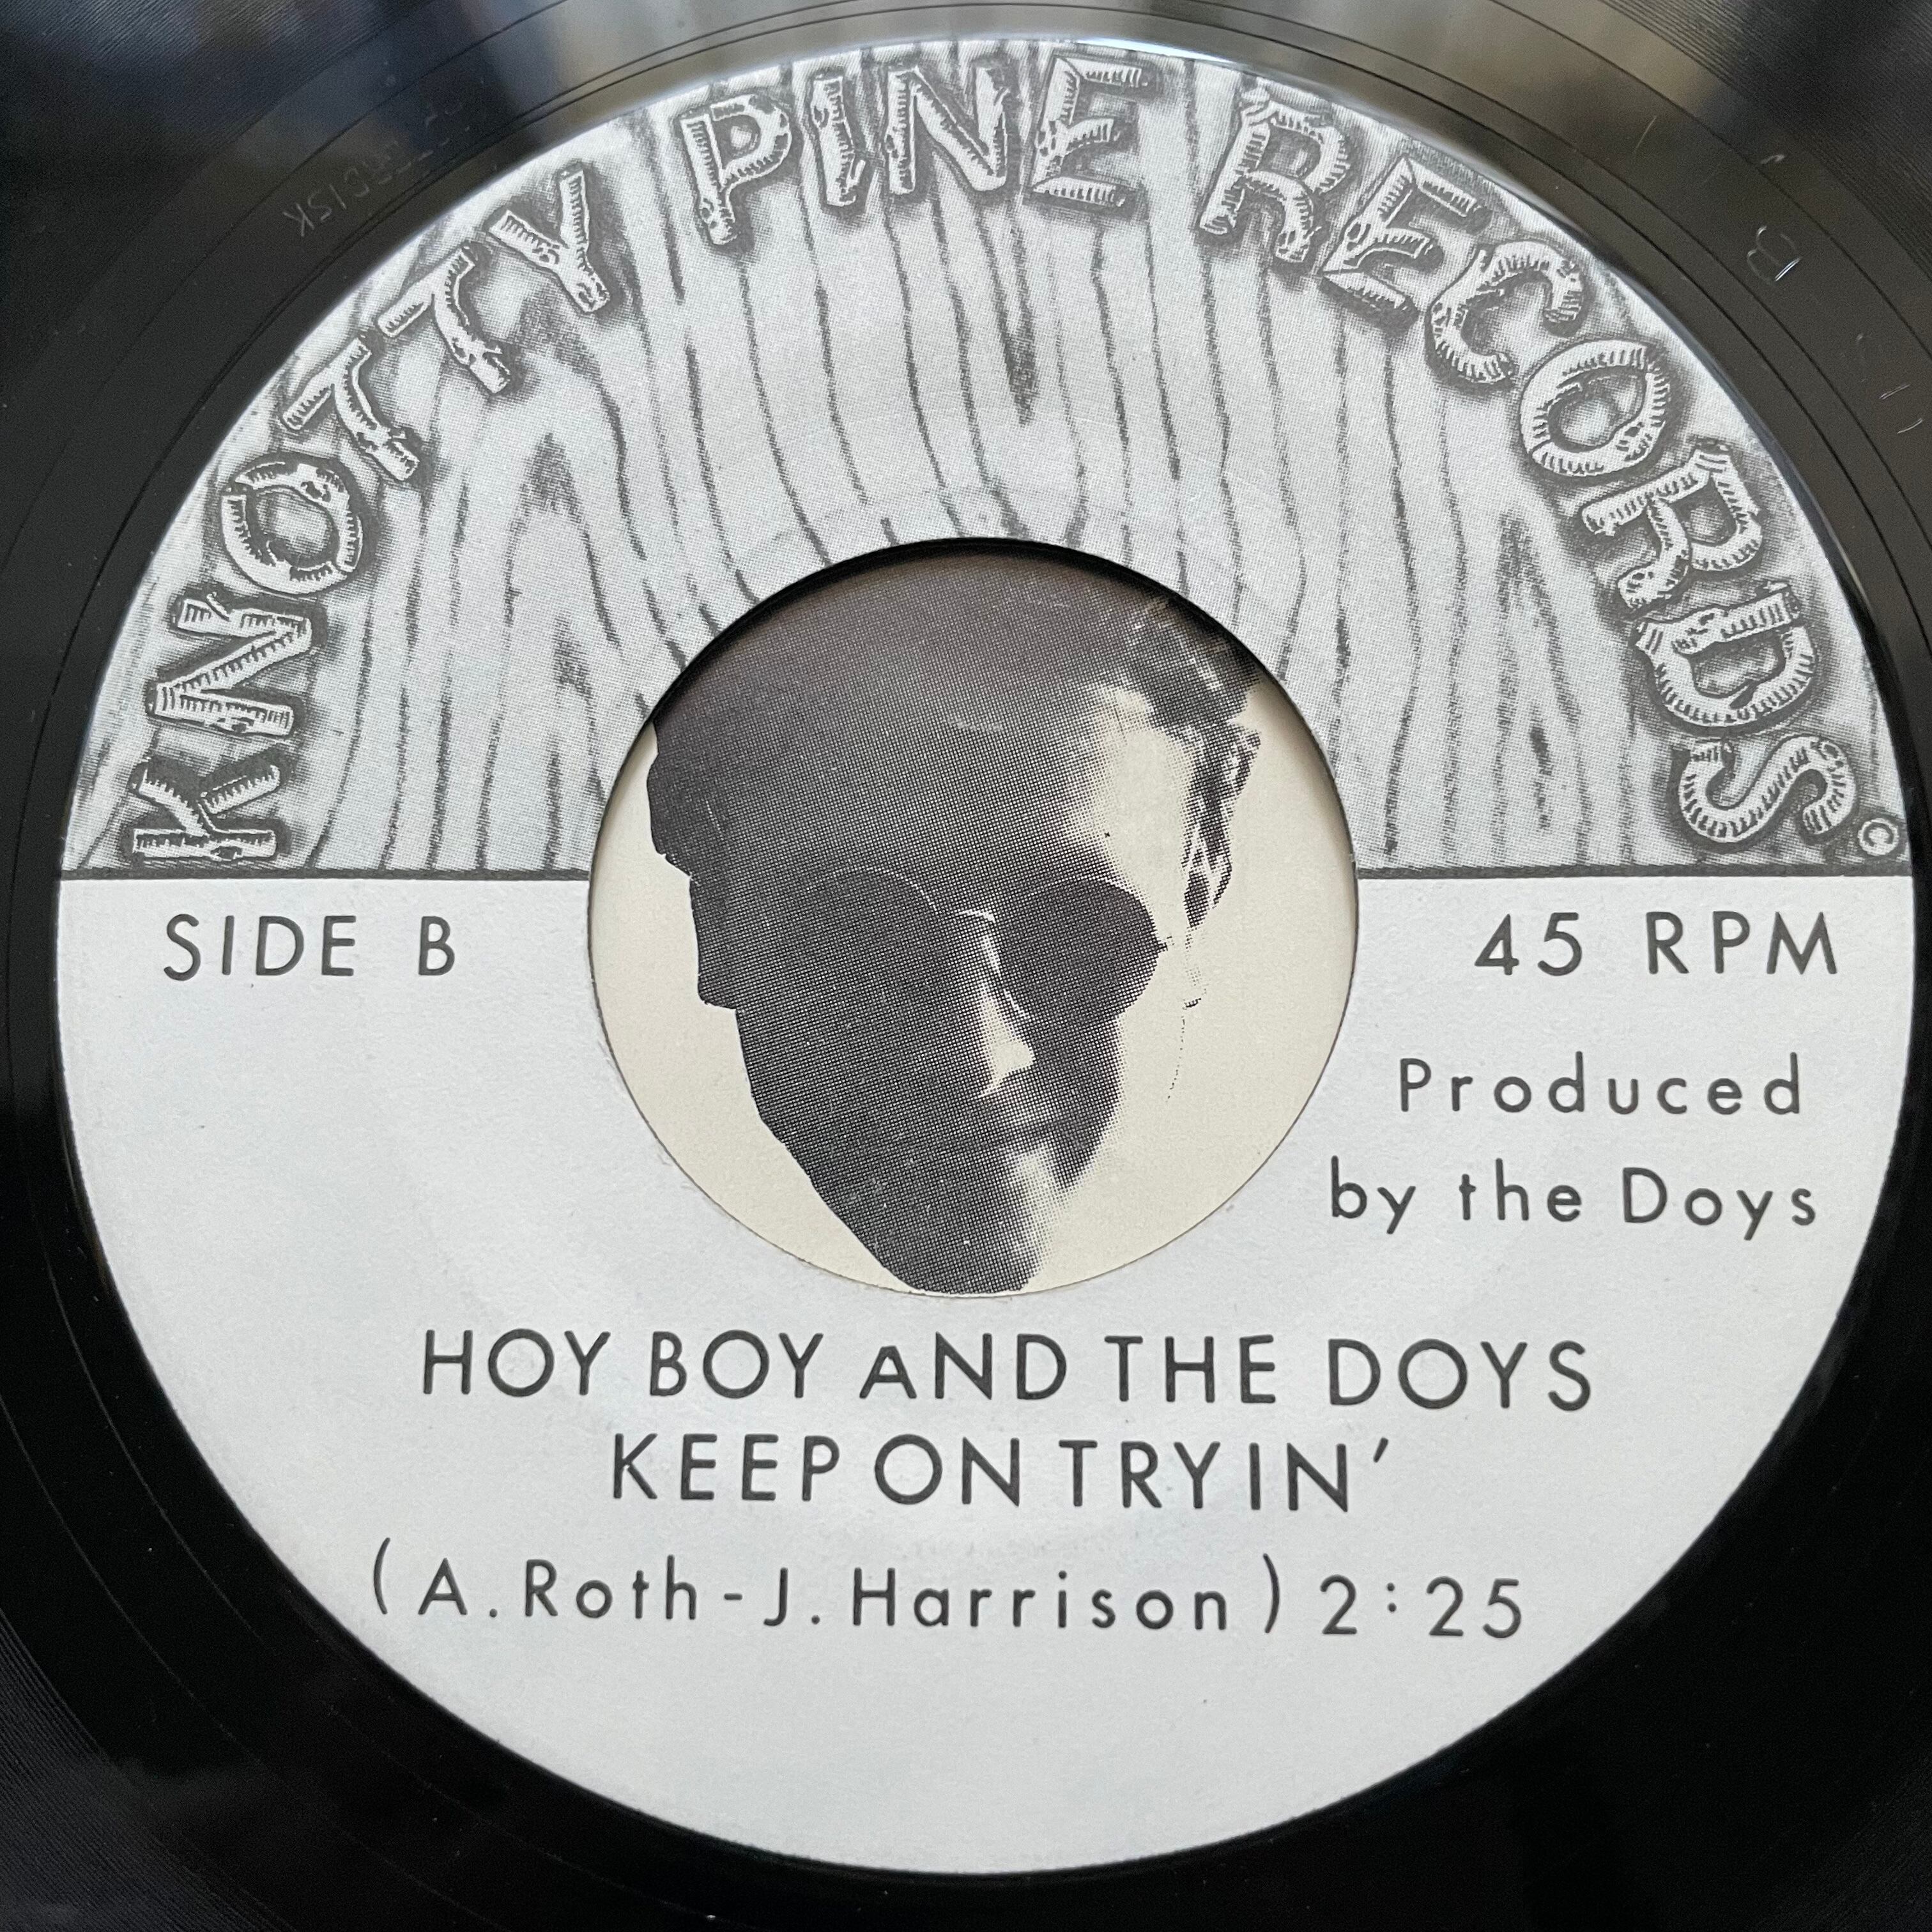 KNOTTY PINE RECORDS ©
SIDE B
45 RPM
Produced
by the Doys
HOY BOY AND THE DOYS
KEEP ON TRYIN'
(A. Roth - J. Harrison) 2:25
B